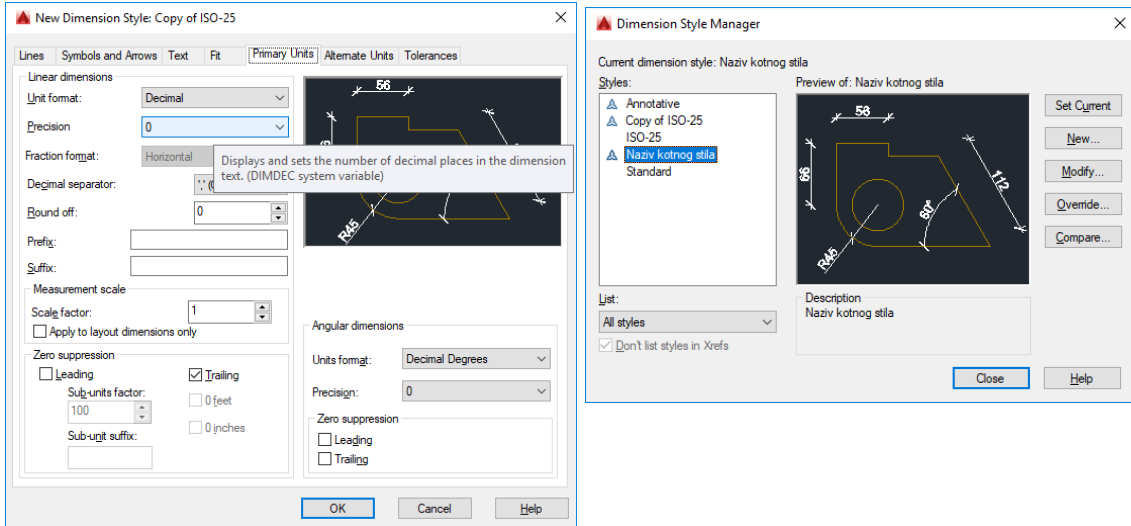 New Dimension Style: Copy of ISO-25
Lines Symbols and Arrows Text Fit Primary Units Alternate Units Tolerances
Linear dimensions
Unit format: Decimal
Precision 0
Fraction format: Horizontal
Displays and sets the number of decimal places in the dimension
text. (DIMDEC system variable)
Decimal separator:
Round off: 0
Prefix:
Suffix:
Measurement scale
Scale factor: 1
Apply to layout dimensions only
Zero suppression
Leading Trailing
Sub-units factor: 0 feet
100
0 inches
Sub-unit suffix:
56
R45
Angular dimensions
Units format: Decimal Degrees
Precision: 0
Zero suppression
Leading
Trailing
OK Cancel Help
Dimension Style Manager
Current dimension style: Naziv kotnog stila
Styles:
Annotative
Copy of ISO-25
ISO-25
Naziv kotnog stila
Standard
Preview of: Naziv kotnog stila
56
66
112
60°
R45
Set Current
New...
Modify...
Override...
Compare...
List:
All styles
Don't list styles in Xrefs
Description
Naziv kotnog stila
Close Help